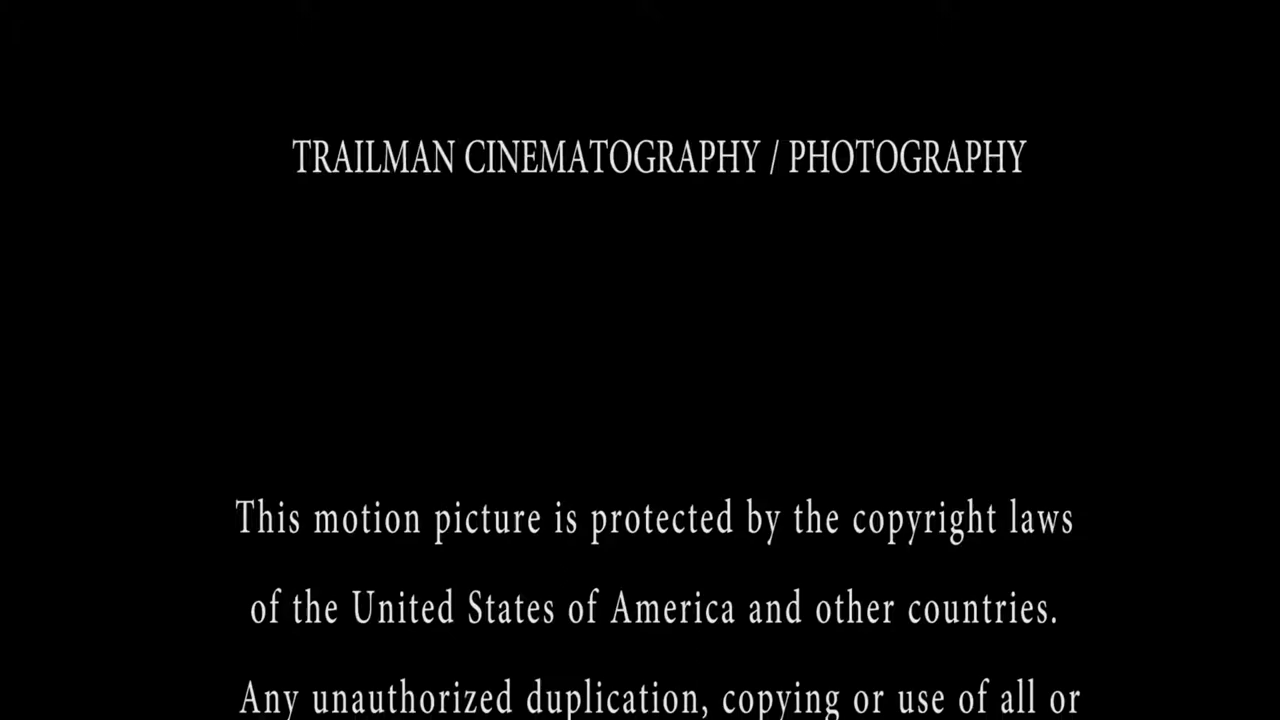 TRAILMAN CINEMATOGRAPHY / PHOTOGRAPHY
This motion picture is protected by the copyright laws
of the United States of America and other countries.
Any unauthorized duplication, copying or use of all or